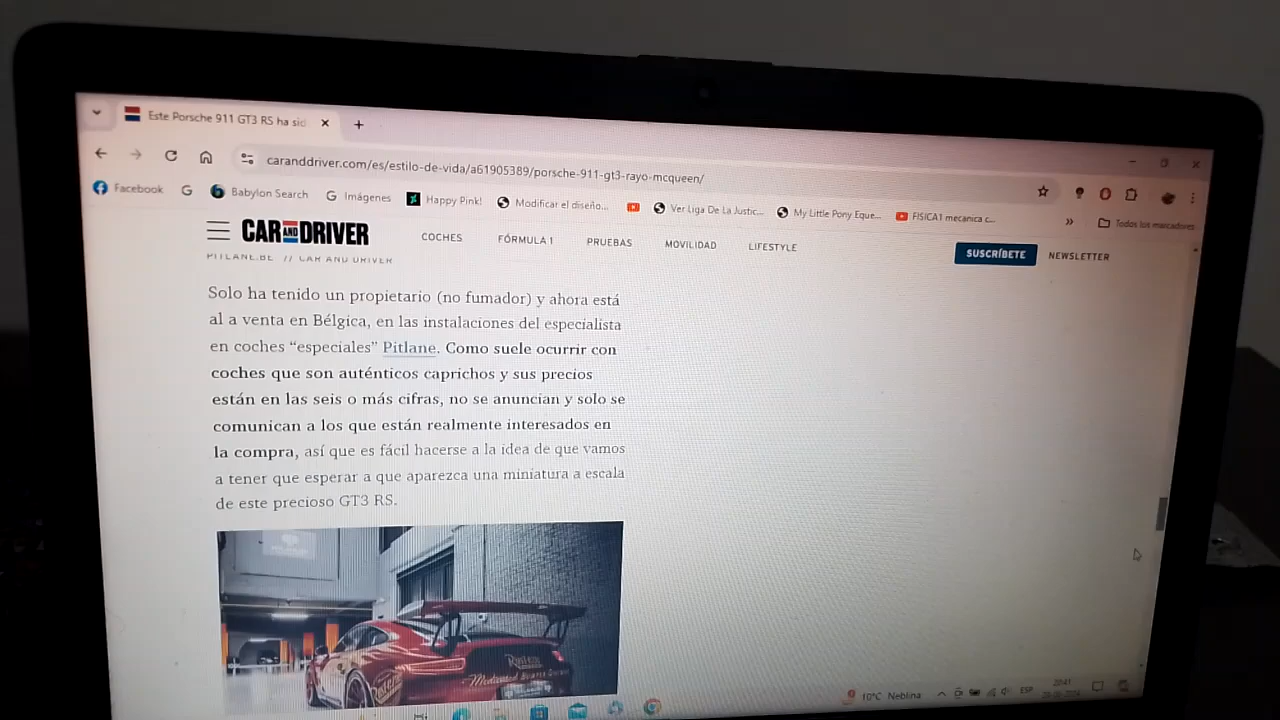 Este Porsche 911 GT3 RS ha sid
caranddriver.com/es/estilo-de-vida/a61905389/porsche-911-gt3-rayo-mcqueen/
Facebook
Babylon Search
Imágenes
Happy Pink!
Modificar el diseño...
Ver Liga De La Justic...
My Little Pony Eque...
FISICA1 mecanica c...
Todos los marcadores
CAR AND DRIVER
COCHES
FÓRMULA 1
PRUEBAS
MOVILIDAD
LIFESTYLE
SUSCRÍBETE
NEWSLETTER
PITLANE.BE // CAR AND DRIVER
Solo ha tenido un propietario (no fumador) y ahora está
al a venta en Bélgica, en las instalaciones del especialista
en coches “especiales” Pitlane. Como suele ocurrir con
coches que son auténticos caprichos y sus precios
están en las seis o más cifras, no se anuncian y solo se
comunican a los que están realmente interesados en
la compra, así que es fácil hacerse a la idea de que vamos
a tener que esperar a que aparezca una miniatura a escala
de este precioso GT3 RS.
10°C Neblina
ESP
20:41